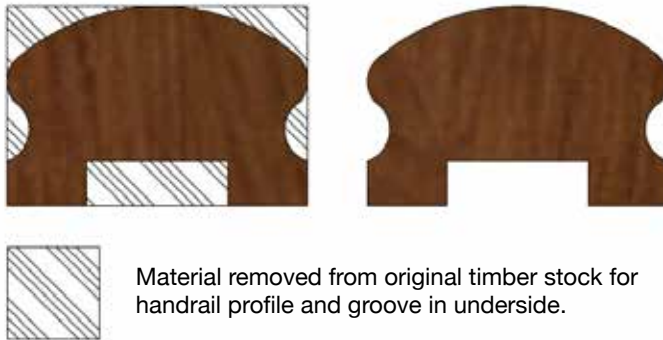 Material removed from original timber stock for
handrail profile and groove in underside.